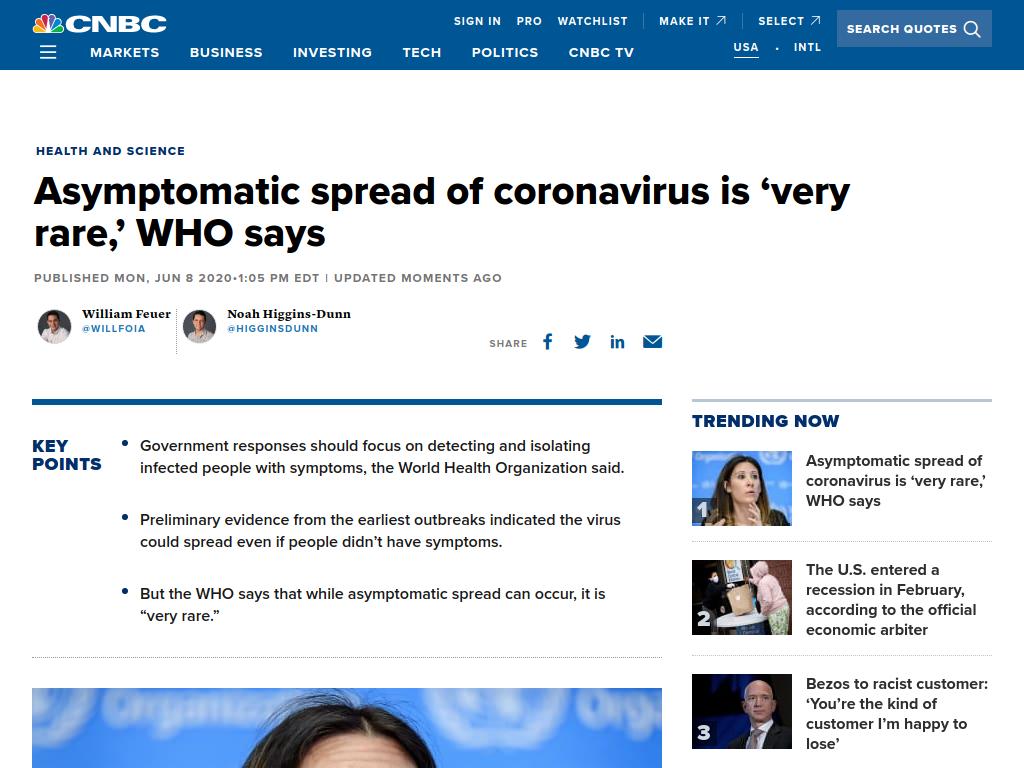 CNBC
SIGN IN PRO WATCHLIST MAKE IT SELECT
SEARCH QUOTES
USA • INTL
MARKETS BUSINESS INVESTING TECH POLITICS CNBC TV
HEALTH AND SCIENCE
Asymptomatic spread of coronavirus is ‘very
rare,’ WHO says
PUBLISHED MON, JUN 8 2020•1:05 PM EDT | UPDATED MOMENTS AGO
William Feuer
@WILLFOIA
Noah Higgins-Dunn
@HIGGINSDUNN
SHARE
KEY
POINTS
Government responses should focus on detecting and isolating
infected people with symptoms, the World Health Organization said.
Preliminary evidence from the earliest outbreaks indicated the virus
could spread even if people didn’t have symptoms.
But the WHO says that while asymptomatic spread can occur, it is
“very rare.”
TRENDING NOW
1
Asymptomatic spread of
coronavirus is ‘very rare,’
WHO says
2
The U.S. entered a
recession in February,
according to the official
economic arbiter
3
Bezos to racist customer:
‘You’re the kind of
customer I’m happy to
lose’